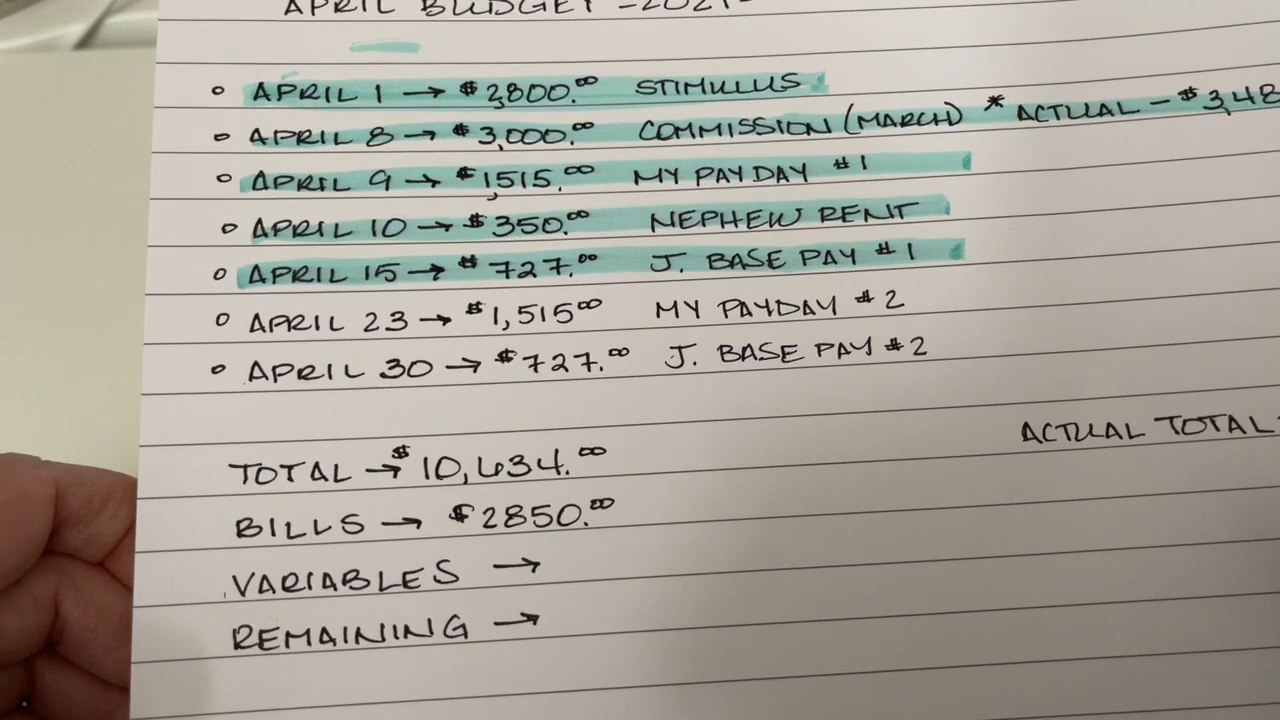 APRIL BUDGET -2021-
○ APRIL 1 → $2,800.00 STIMULUS
○ APRIL 8 → $3,000.00 COMMISSION (MARCH) * ACTUAL - $3,48
○ APRIL 9 → $1,515.00 MY PAYDAY #1
○ APRIL 10 → $350.00 NEPHEW RENT
○ APRIL 15 → $727.00 J. BASE PAY #1
○ APRIL 23 → $1,515.00 MY PAYDAY #2
○ APRIL 30 → $727.00 J. BASE PAY #2
ACTUAL TOTAL
TOTAL → $10,634.00
BILLS → $2850.00
VARIABLES →
REMAINING →